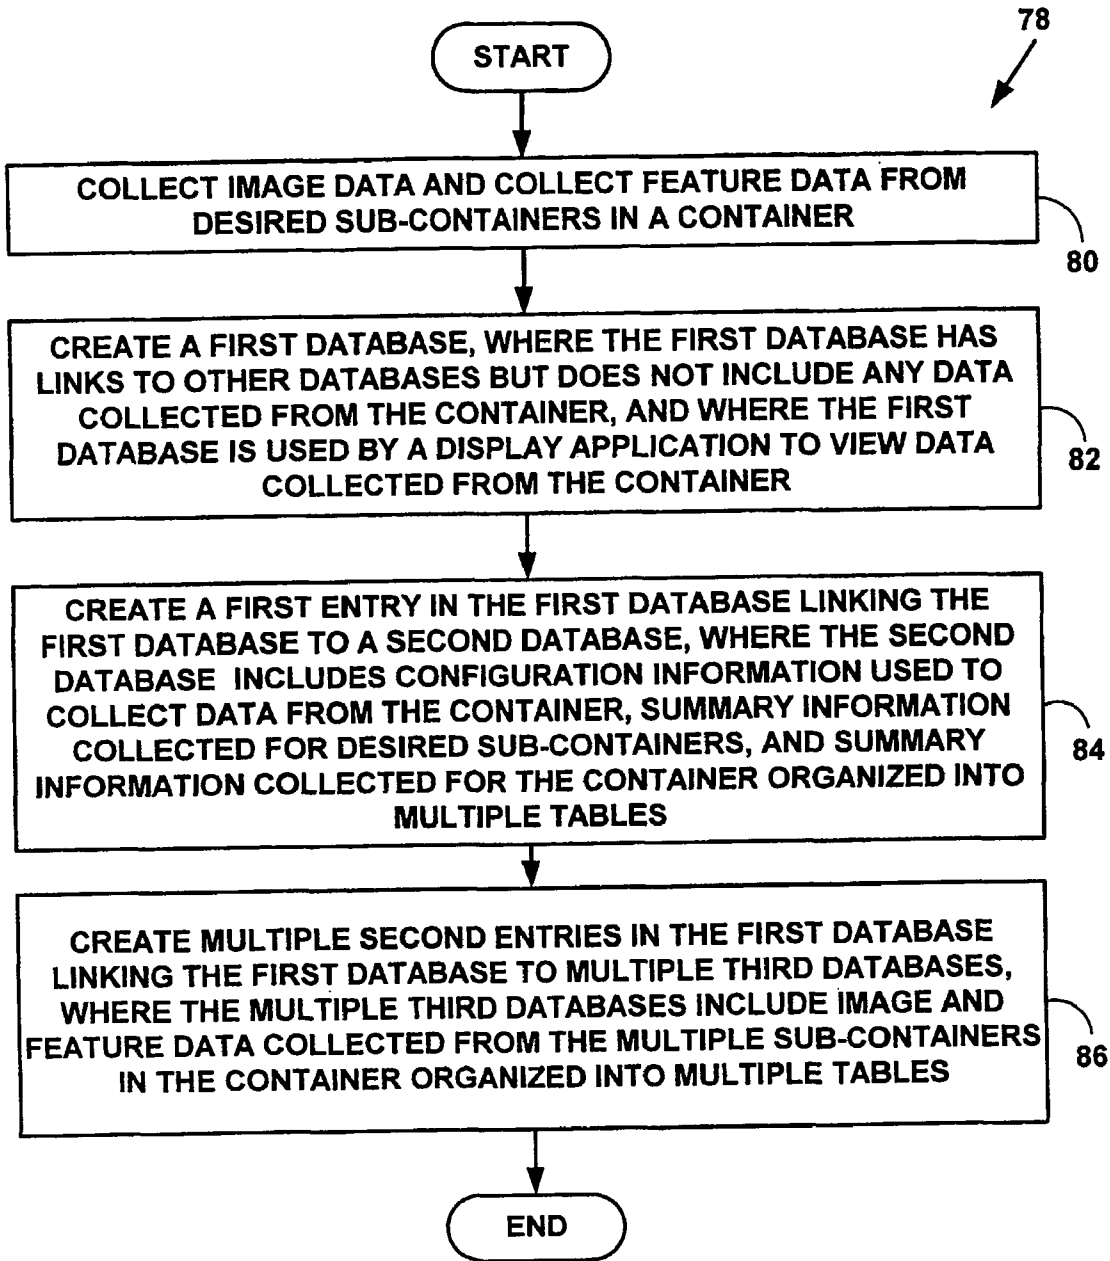 78
START
COLLECT IMAGE DATA AND COLLECT FEATURE DATA FROM
DESIRED SUB-CONTAINERS IN A CONTAINER
80
CREATE A FIRST DATABASE, WHERE THE FIRST DATABASE HAS
LINKS TO OTHER DATABASES BUT DOES NOT INCLUDE ANY DATA
COLLECTED FROM THE CONTAINER, AND WHERE THE FIRST
DATABASE IS USED BY A DISPLAY APPLICATION TO VIEW DATA
COLLECTED FROM THE CONTAINER
82
CREATE A FIRST ENTRY IN THE FIRST DATABASE LINKING THE
FIRST DATABASE TO A SECOND DATABASE, WHERE THE SECOND
DATABASE INCLUDES CONFIGURATION INFORMATION USED TO
COLLECT DATA FROM THE CONTAINER, SUMMARY INFORMATION
COLLECTED FOR DESIRED SUB-CONTAINERS, AND SUMMARY
INFORMATION COLLECTED FOR THE CONTAINER ORGANIZED INTO
MULTIPLE TABLES
84
CREATE MULTIPLE SECOND ENTRIES IN THE FIRST DATABASE
LINKING THE FIRST DATABASE TO MULTIPLE THIRD DATABASES,
WHERE THE MULTIPLE THIRD DATABASES INCLUDE IMAGE AND
FEATURE DATA COLLECTED FROM THE MULTIPLE SUB-CONTAINERS
IN THE CONTAINER ORGANIZED INTO MULTIPLE TABLES
86
END